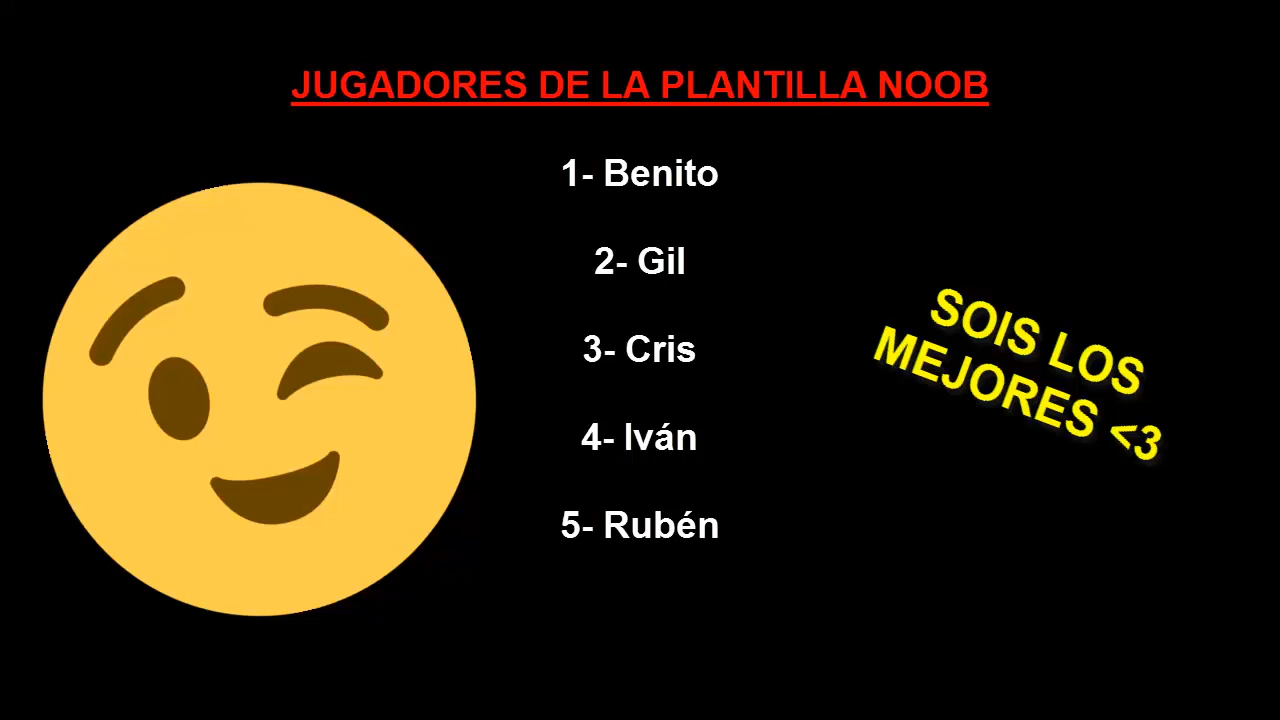 JUGADORES DE LA PLANTILLA NOOB
1- Benito
2- Gil
3- Cris
4- Iván
5- Rubén
SOIS LOS
MEJORES <3